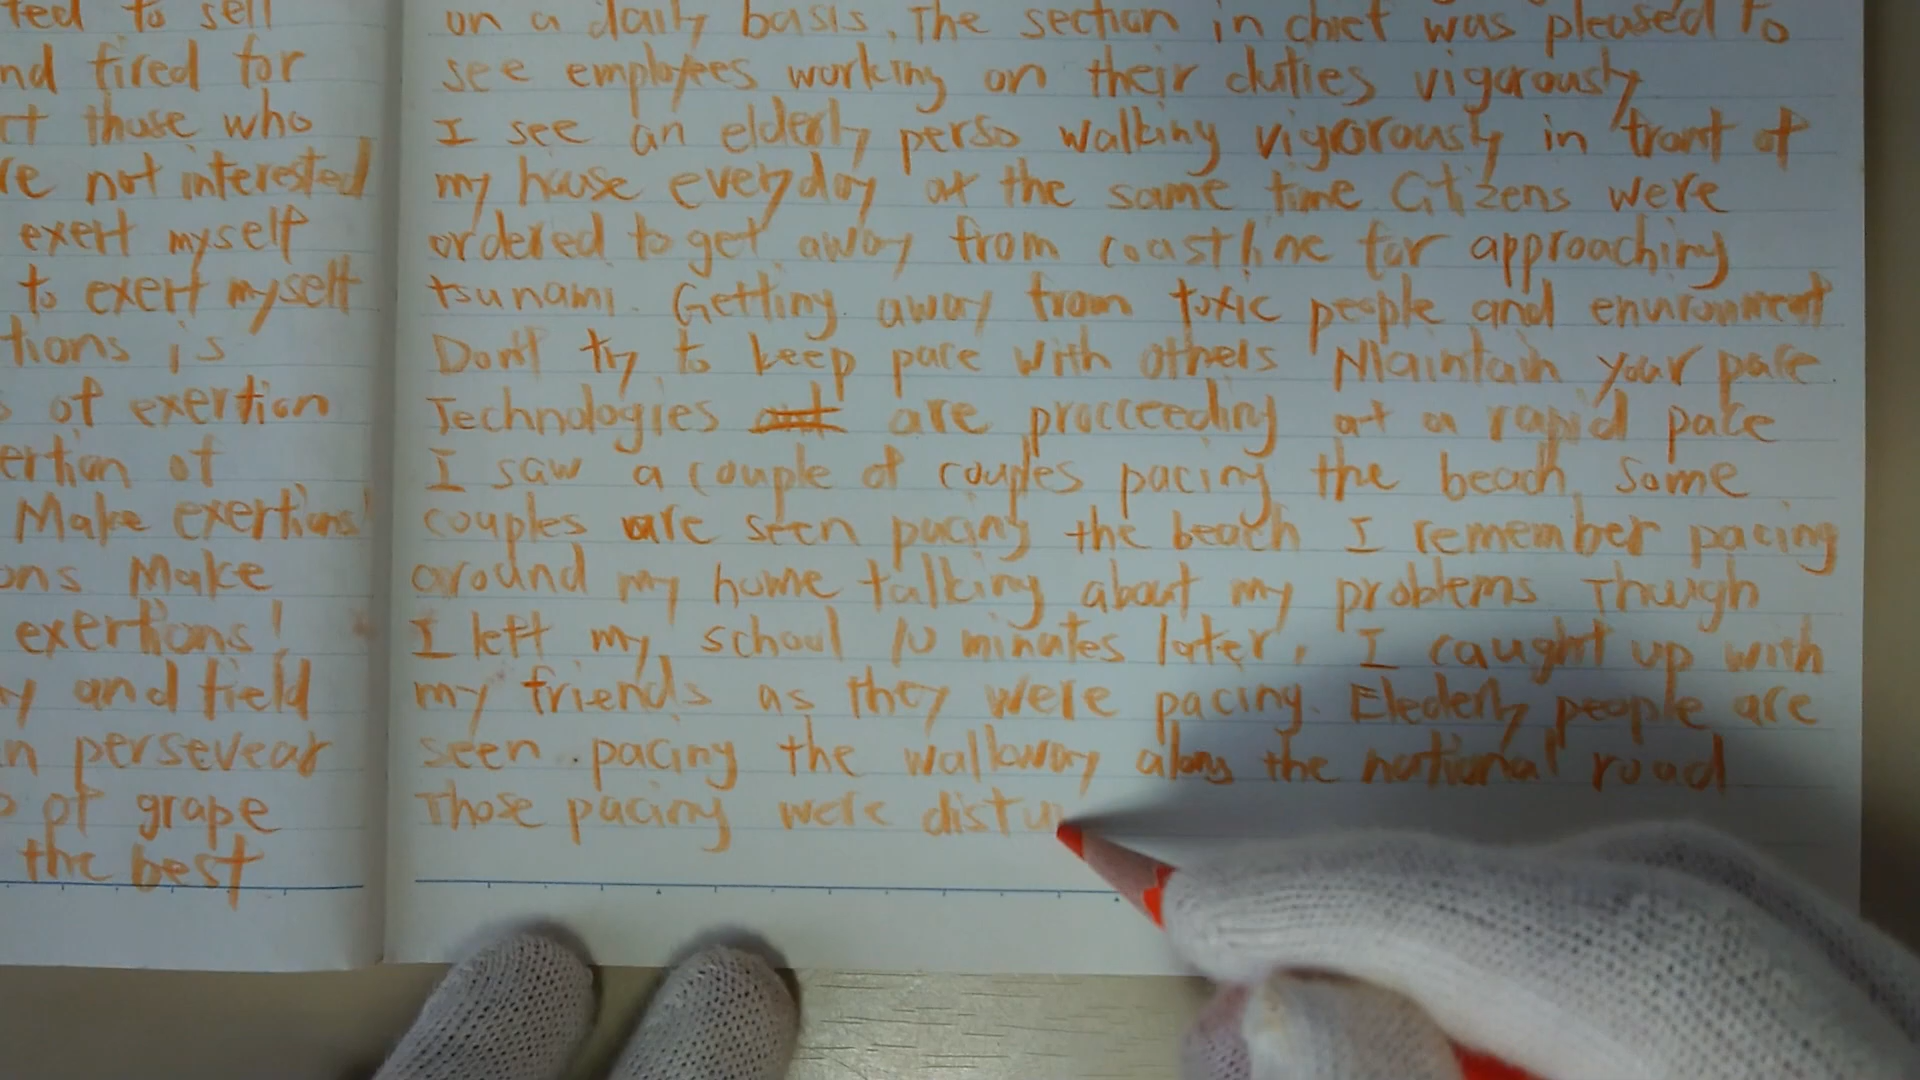 ted to sell
nd tired for
ct those who
re not interested
exert myself
to exert myself
tions is
s of exertion
ertion of
Make exertions!
ons Make
exertions!
y and field
in persevear
s of grape
the best
on a daily basis. The section in chief was pleased to
see employees working on their duties vigorously
I see an elderly perso walking vigorously in front of
my house everyday at the same time Citizens were
ordered to get away from coastline for approaching
tsunami. Getting away from toxic people and environment
Don't try to keep pace with others Maintain your pace.
Technologies are proceeding at a rapid pace
I saw a couple of couples pacing the beach, Some
couples are seen pacing the beach I remember pacing
around my home talking about my problems Though
I left my school 10 minutes later, I caught up with
my friends as they were pacing. Elederly people are
seen pacing the walkway along the national road
Those pacing were distu